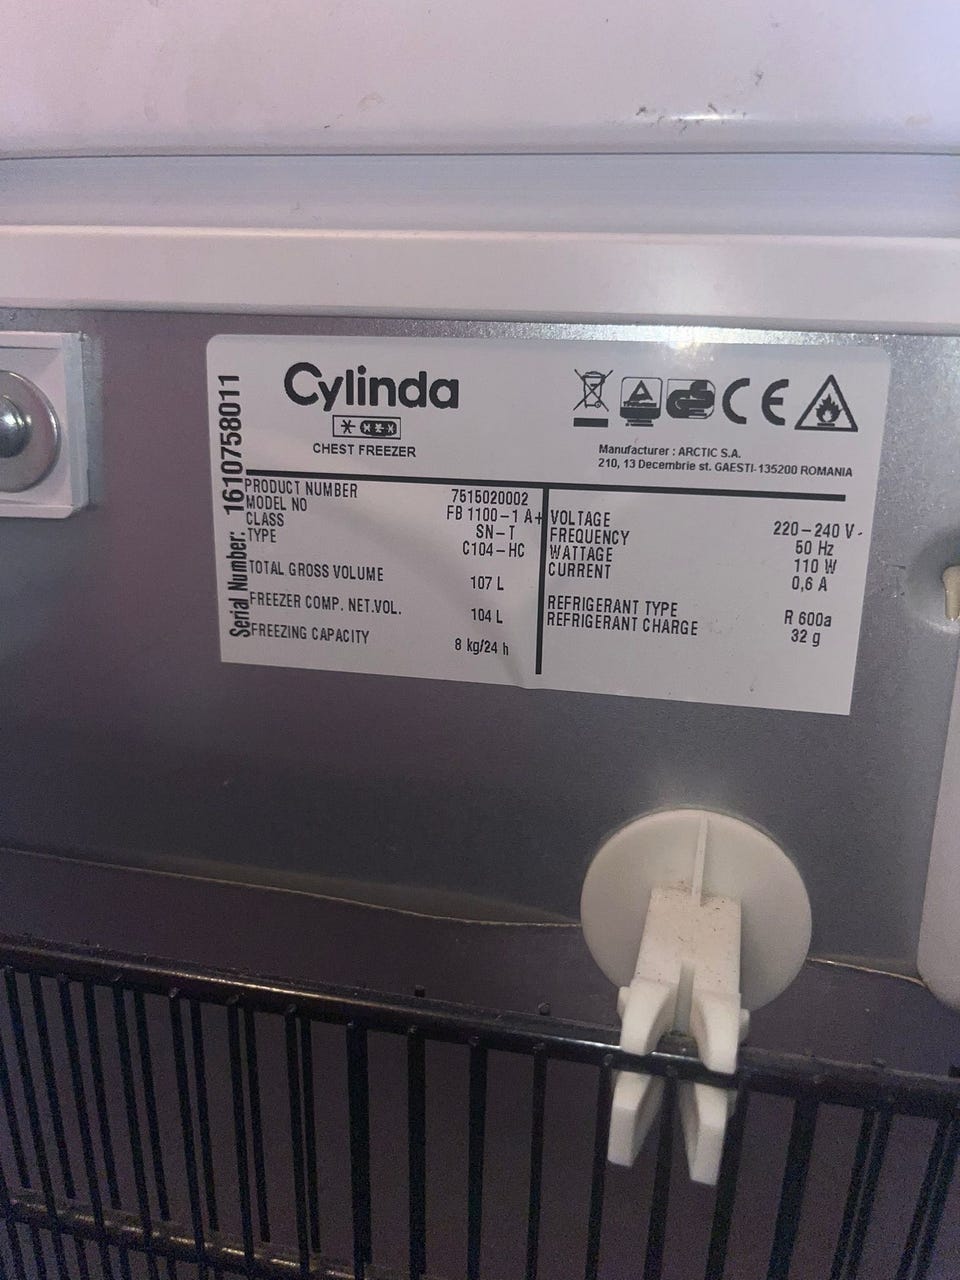 Cylinda
CHEST FREEZER
CE
Manufacturer : ARCTIC S.A.
210, 13 Decembrie st. GAESTI-135200 ROMANIA
Serial Number: 1610758011
PRODUCT NUMBER 7515020002
MODEL NO FB 1100-1 A+
CLASS SN-T
TYPE C104-HC
TOTAL GROSS VOLUME 107 L
FREEZER COMP. NET.VOL. 104 L
FREEZING CAPACITY 8 kg/24 h
VOLTAGE 220-240 V-
FREQUENCY 50 Hz
WATTAGE 110 W
CURRENT 0,6 A
REFRIGERANT TYPE R 600a
REFRIGERANT CHARGE 32 g